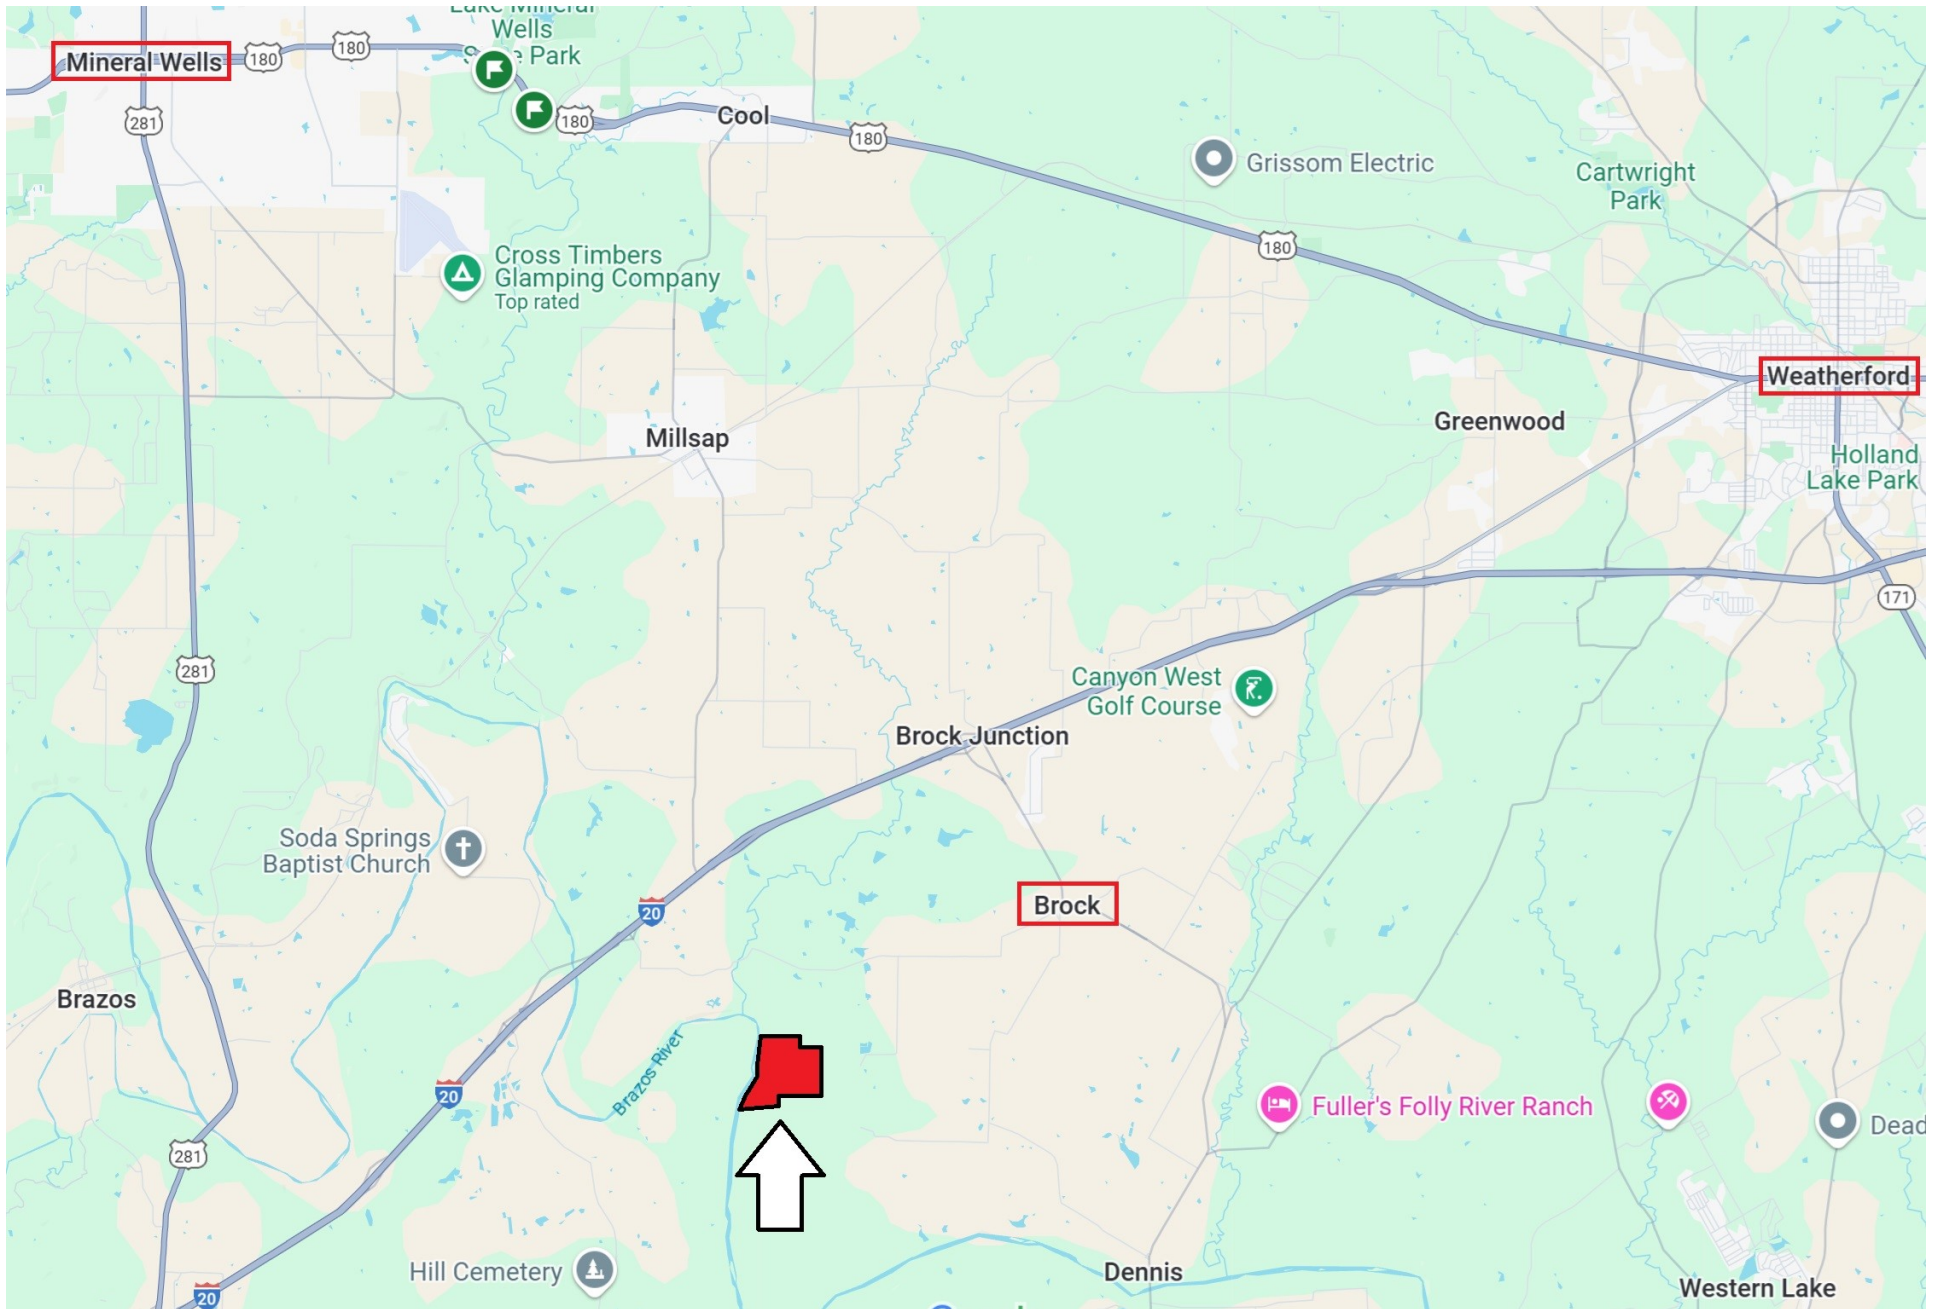 Lake Mineral
Wells
State Park
Mineral Wells
180
180
281
180
Cool
180
Grissom Electric
Cartwright
Park
180
Cross Timbers
Glamping Company
Top rated
Weatherford
Greenwood
Millsap
Holland
Lake Park
171
281
Canyon West
Golf Course
Brock Junction
Soda Springs
Baptist Church
20
Brock
Brazos
Brazos River
20
Fuller's Folly River Ranch
Dead
281
Hill Cemetery
Dennis
Western Lake
20